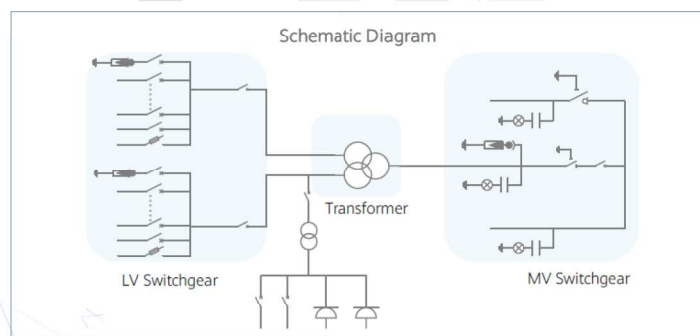 Schematic Diagram
Transformer
LV Switchgear
MV Switchgear